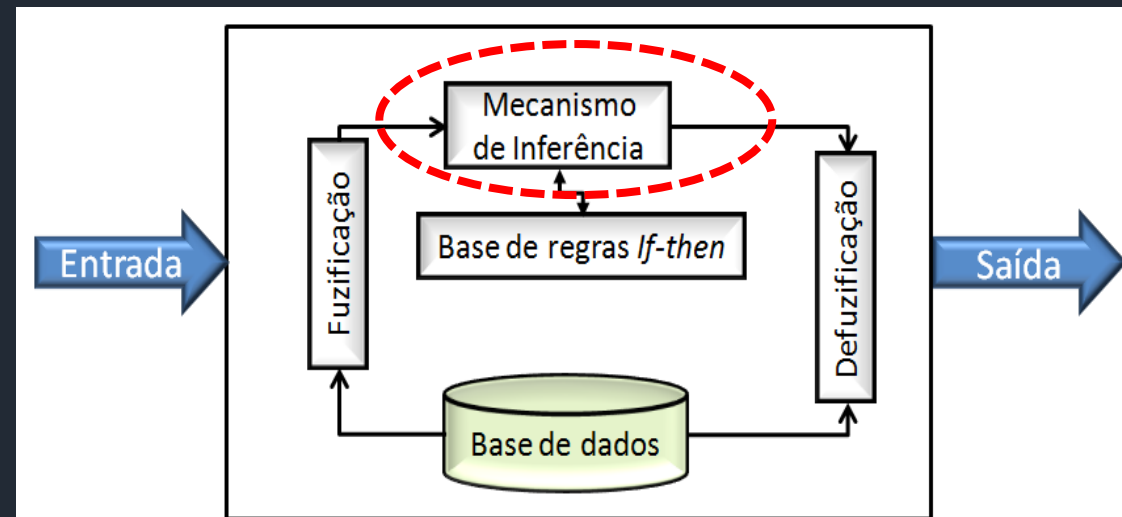 Entrada
Fuzificação
Mecanismo
de Inferência
Base de regras If-then
Base de dados
Defuzificação
Saída